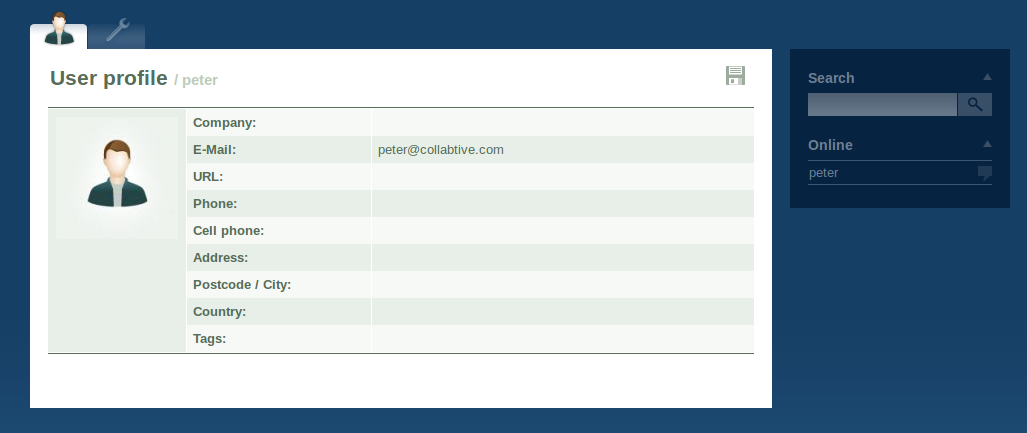 User profile / peter
Company:
E-Mail: peter@collabtive.com
URL:
Phone:
Cell phone:
Address:
Postcode / City:
Country:
Tags:
Search
Online
peter